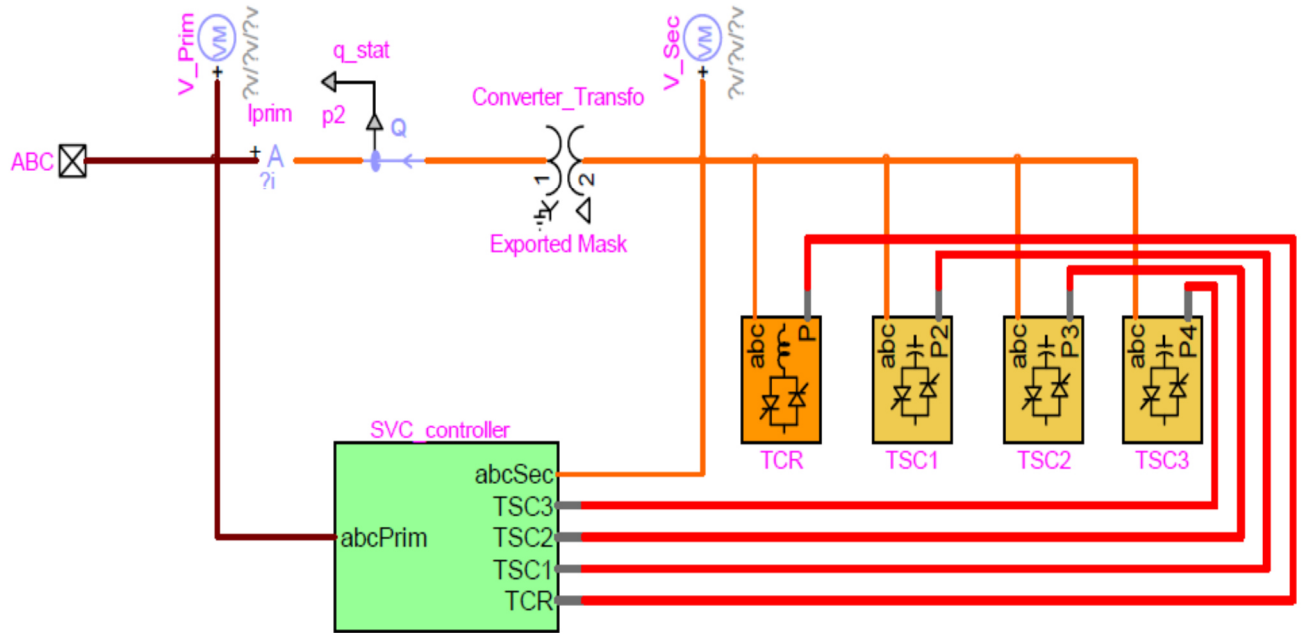 V_Prim
VM
+
?v/?v/?v
q_stat
p2
Q
Iprim
+
A
?i
ABC
Converter_Transfo
1
2
Exported Mask
V_Sec
VM
+
?v/?v/?v
abc
P
TCR
abc
P2
TSC1
abc
P3
TSC2
abc
P4
TSC3
SVC_controller
abcPrim
abcSec
TSC3
TSC2
TSC1
TCR